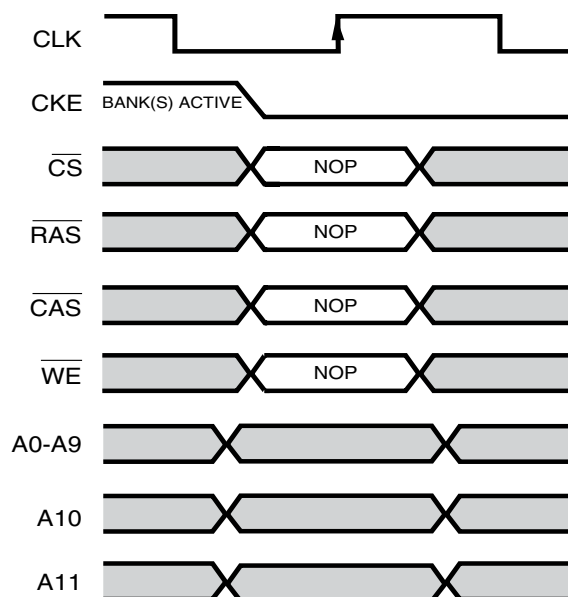 CLK
CKE BANK(S) ACTIVE
CS NOP
RAS NOP
CAS NOP
WE NOP
A0-A9
A10
A11